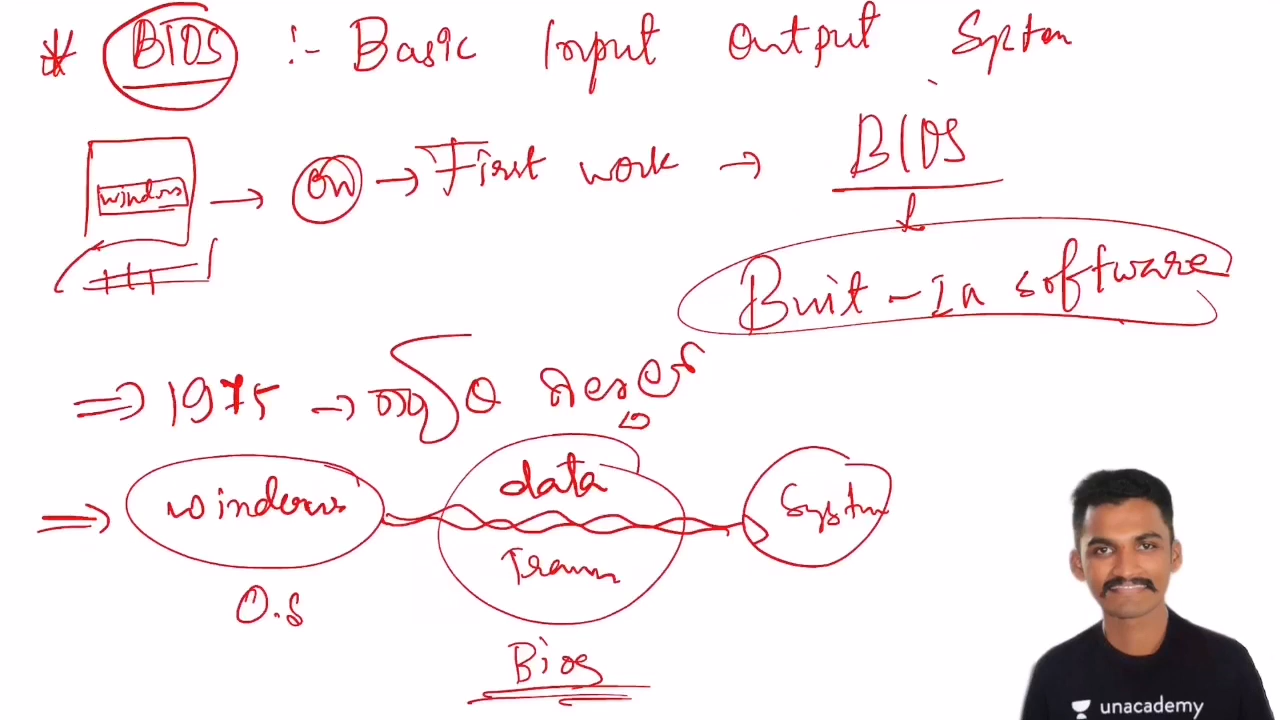 * BIOS :- Basic Input Output System
windows → ON → First work → BIOS
Built-In software
⇒ 1975 →
⇒ windows data System
Trans
O.S
Bios
unacademy